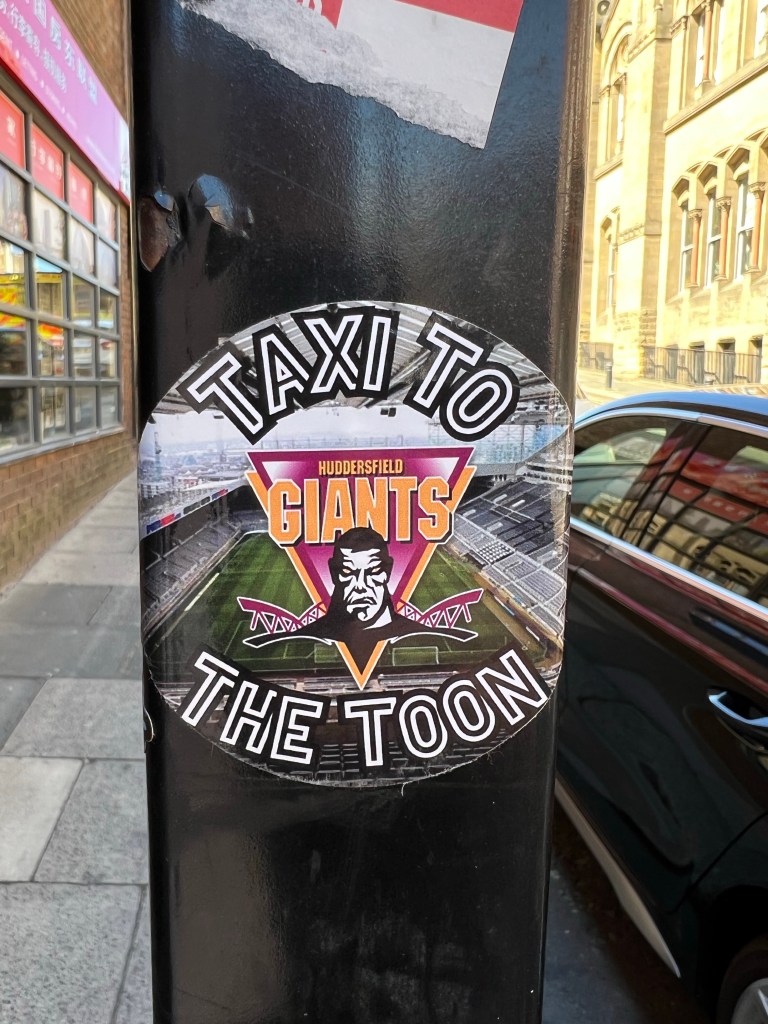 TAXI TO
HUDDERSFIELD
GIANTS
THE TOON